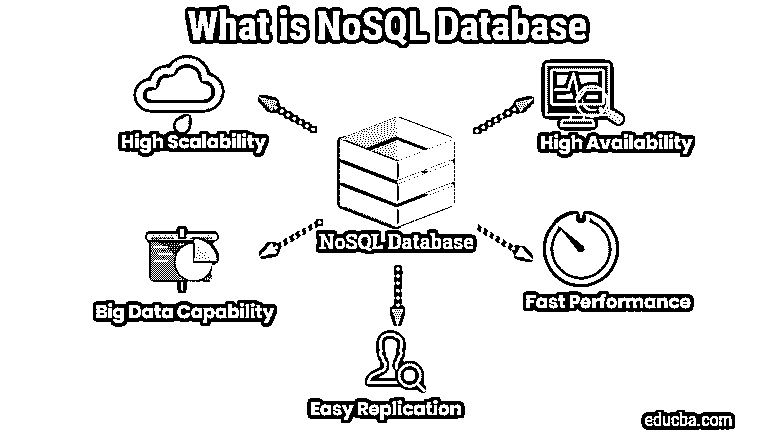 What is NoSQL Database
High Scalability
High Availability
NoSQL Database
Big Data Capability
Fast Performance
Easy Replication
educba.com